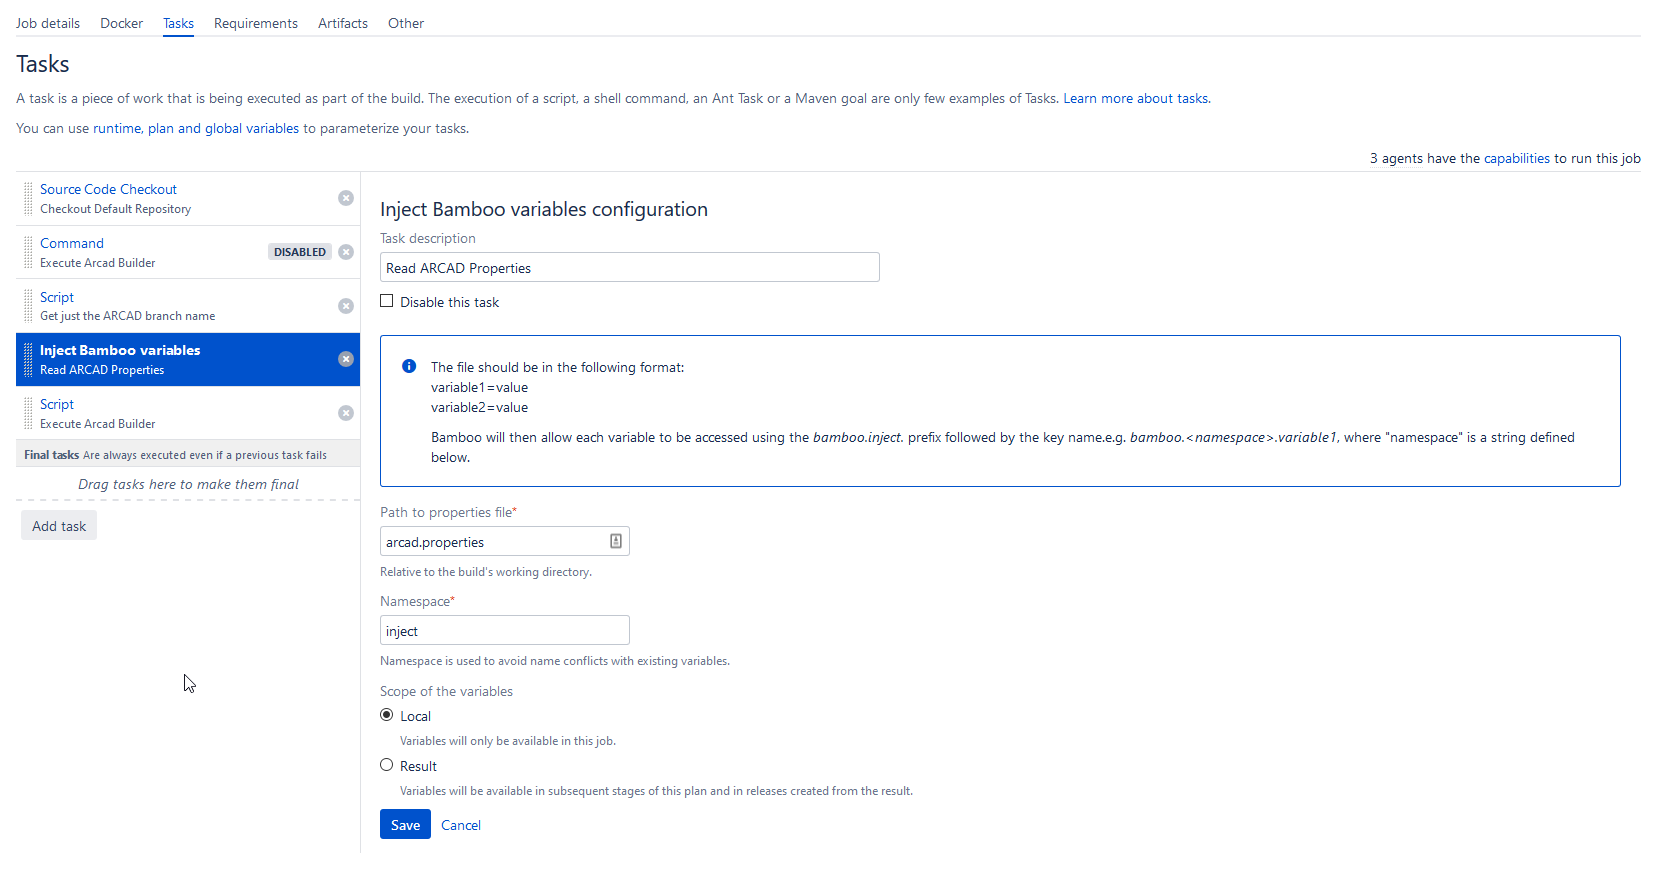 Job details Docker Tasks Requirements Artifacts Other
Tasks
A task is a piece of work that is being executed as part of the build. The execution of a script, a shell command, an Ant Task or a Maven goal are only few examples of Tasks. Learn more about tasks.
You can use runtime, plan and global variables to parameterize your tasks.
3 agents have the capabilities to run this job
Source Code Checkout
Checkout Default Repository
Command
Execute Arcad Builder
DISABLED
Script
Get just the ARCAD branch name
Inject Bamboo variables
Read ARCAD Properties
Script
Execute Arcad Builder
Final tasks Are always executed even if a previous task fails
Drag tasks here to make them final
Add task
Inject Bamboo variables configuration
Task description
Read ARCAD Properties
Disable this task
The file should be in the following format:
variable1=value
variable2=value
Bamboo will then allow each variable to be accessed using the bamboo.inject. prefix followed by the key name.e.g. bamboo.<namespace>.variable1, where "namespace" is a string defined
below.
Path to properties file*
arcad.properties
Relative to the build's working directory.
Namespace*
inject
Namespace is used to avoid name conflicts with existing variables.
Scope of the variables
Local
Variables will only be available in this job.
Result
Variables will be available in subsequent stages of this plan and in releases created from the result.
Save Cancel